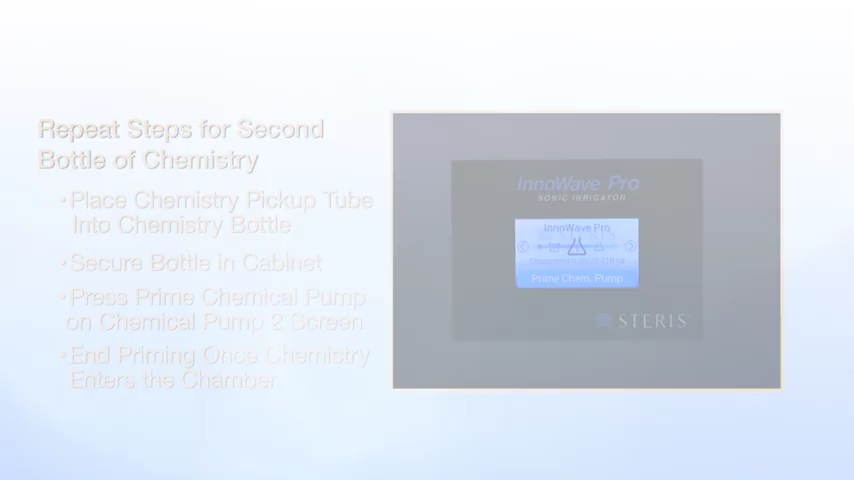 Repeat Steps for Second
Bottle of Chemistry
•Place Chemistry Pickup Tube
Into Chemistry Bottle
•Secure Bottle in Cabinet
•Press Prime Chemical Pump
on Chemical Pump 2 Screen
•End Priming Once Chemistry
Enters the Chamber
InnoWave Pro
SONIC IRRIGATOR
InnoWave Pro
Prime Chem. Pump
STERIS